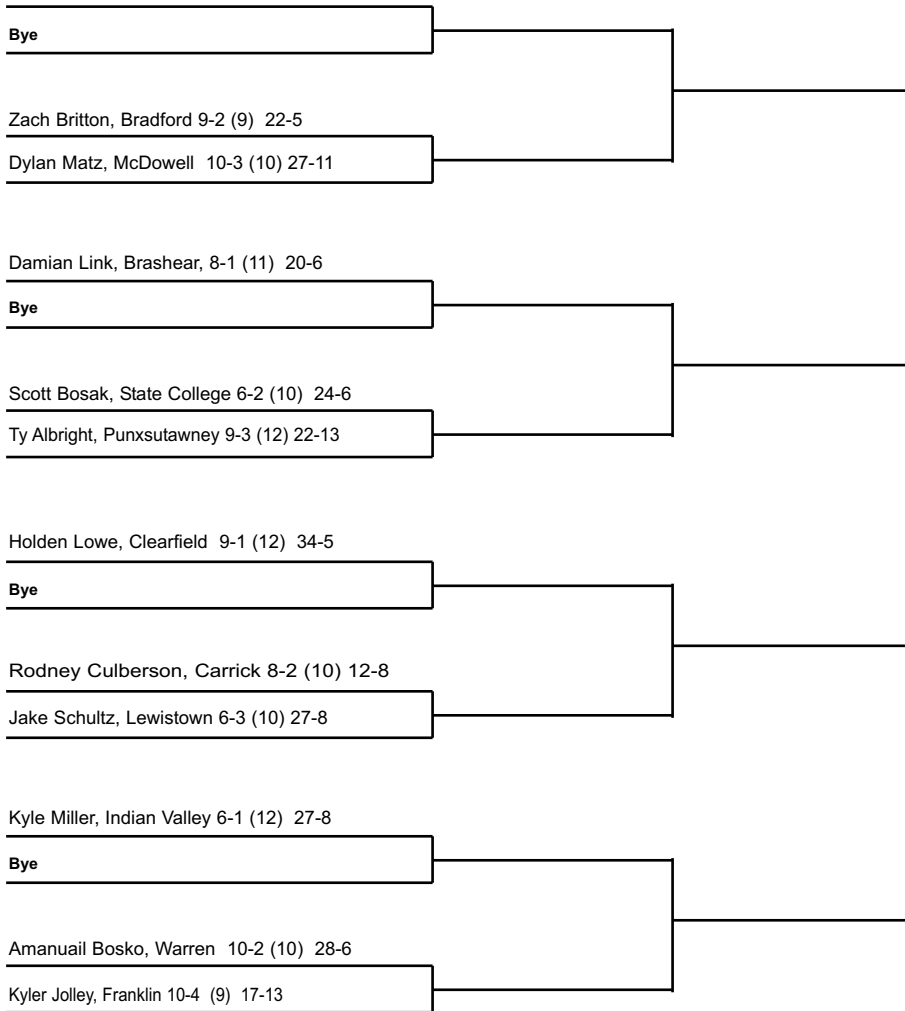 Bye
Zach Britton, Bradford 9-2 (9) 22-5
Dylan Matz, McDowell 10-3 (10) 27-11
Damian Link, Brashear, 8-1 (11) 20-6
Bye
Scott Bosak, State College 6-2 (10) 24-6
Ty Albright, Punxsutawney 9-3 (12) 22-13
Holden Lowe, Clearfield 9-1 (12) 34-5
Bye
Rodney Culberson, Carrick 8-2 (10) 12-8
Jake Schultz, Lewistown 6-3 (10) 27-8
Kyle Miller, Indian Valley 6-1 (12) 27-8
Bye
Amanuail Bosko, Warren 10-2 (10) 28-6
Kyler Jolley, Franklin 10-4 (9) 17-13